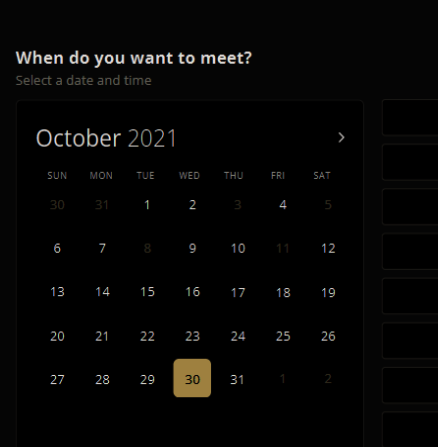 When do you want to meet?
Select a date and time
October 2021
SUN MON TUE WED THU FRI SAT
30 31 1 2 3 4 5
6 7 8 9 10 11 12
13 14 15 16 17 18 19
20 21 22 23 24 25 26
27 28 29 30 31 1 2